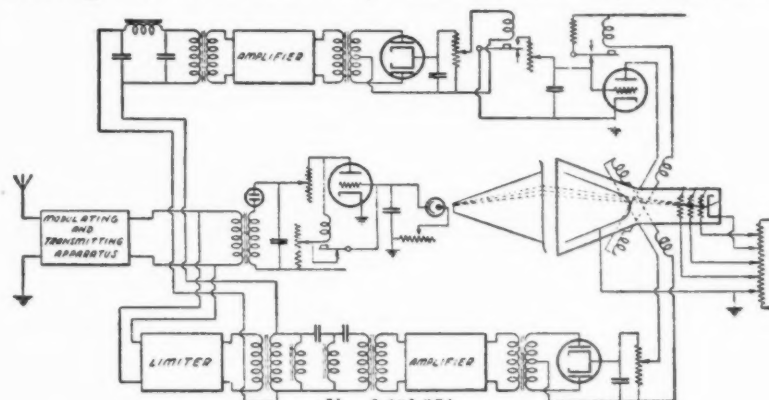 AMPLIFIER
MODULATING
AND
TRANSMITTING
APPARATUS
LIMITER
AMPLIFIER